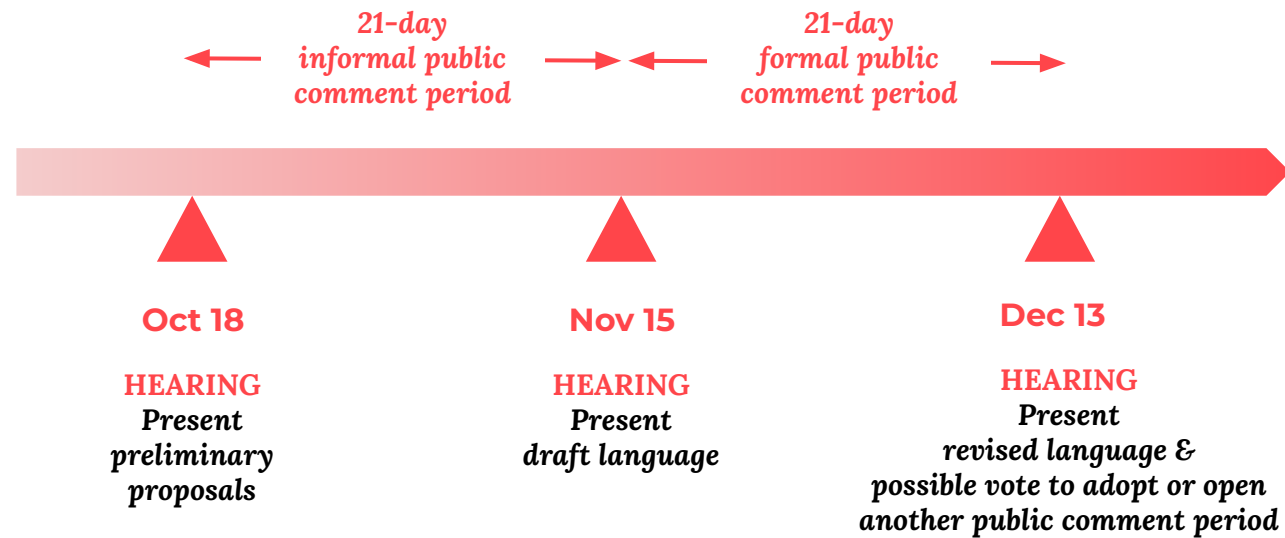 21-day
informal public
comment period
21-day
formal public
comment period
Oct 18
HEARING
Present
preliminary
proposals
Nov 15
HEARING
Present
draft language
Dec 13
HEARING
Present
revised language &
possible vote to adopt or open
another public comment period